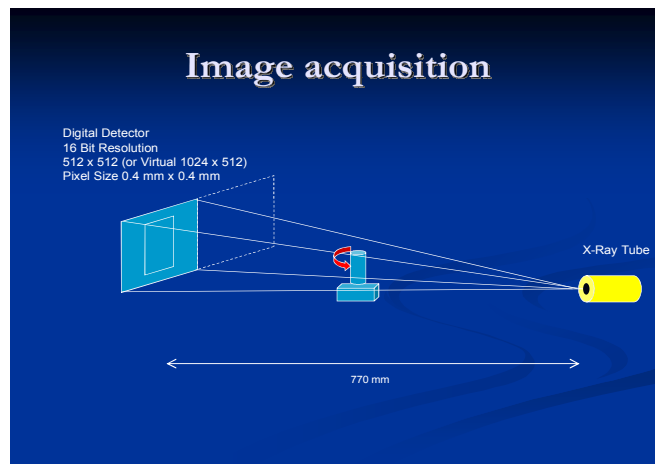 Image acquisition
Digital Detector
16 Bit Resolution
512 x 512 (or Virtual 1024 x 512)
Pixel Size 0.4 mm x 0.4 mm
X-Ray Tube
770 mm